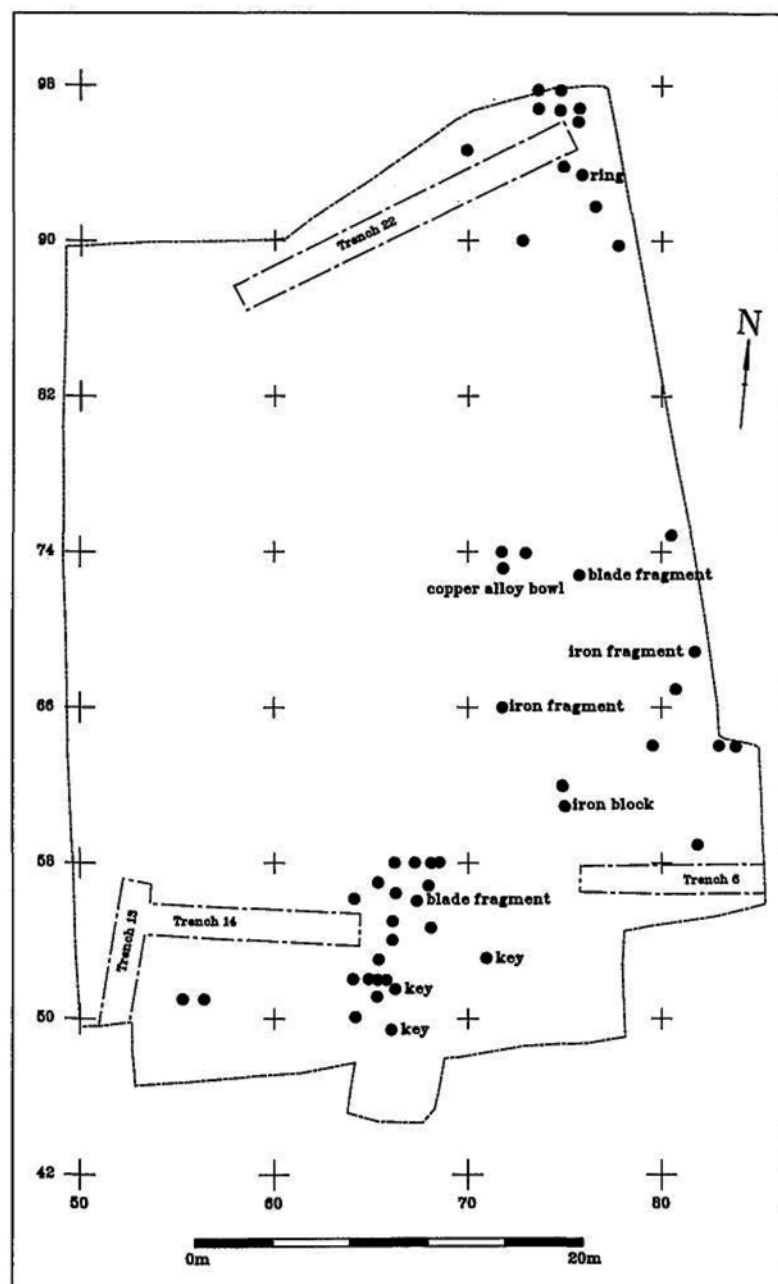 98
ring
Trench 22
90
N
82
74
blade fragment
copper alloy bowl
iron fragment
66
iron fragment
iron block
58
Trench 6
blade fragment
Trench 14
Trench 13
key
key
50
key
42
50 60 70 80
0m 20m